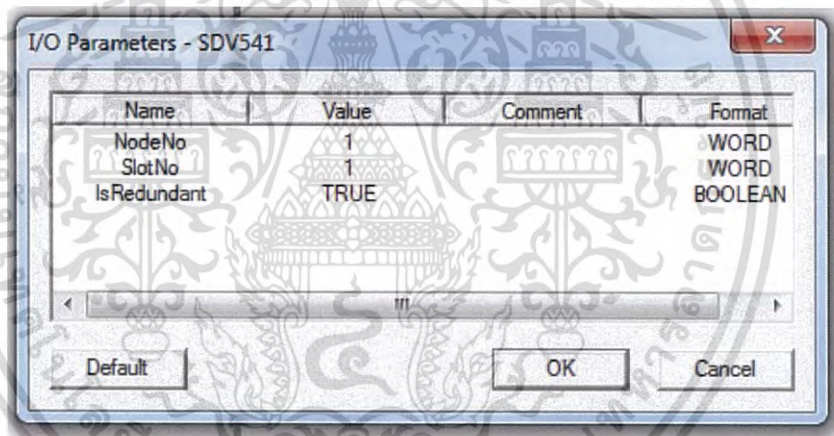 I/O Parameters - SDV541
Name Value Comment Format
NodeNo 1 WORD
SlotNo 1 WORD
IsRedundant TRUE BOOLEAN
Default OK Cancel